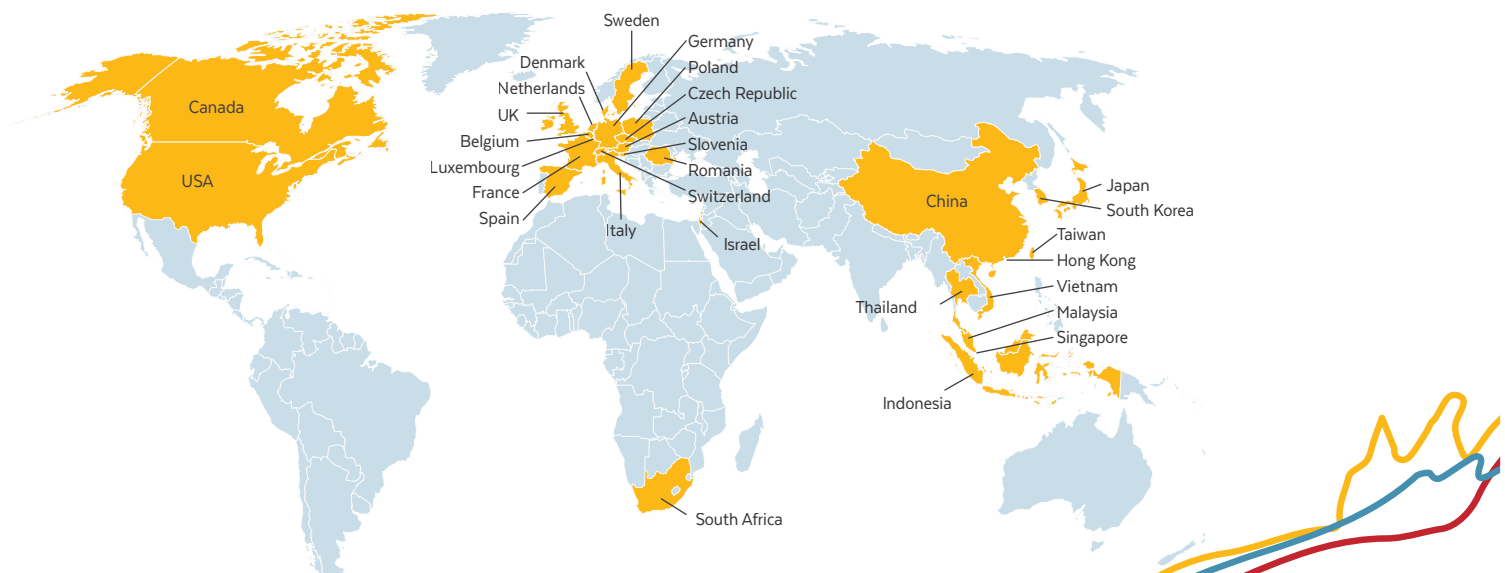 Sweden
Germany
Denmark
Poland
Netherlands
Czech Republic
Canada
UK
Austria
Belgium
Slovenia
Luxembourg
Romania
USA
France
Switzerland
Spain
Italy
Israel
China
Japan
South Korea
Taiwan
Hong Kong
Vietnam
Thailand
Malaysia
Singapore
Indonesia
South Africa